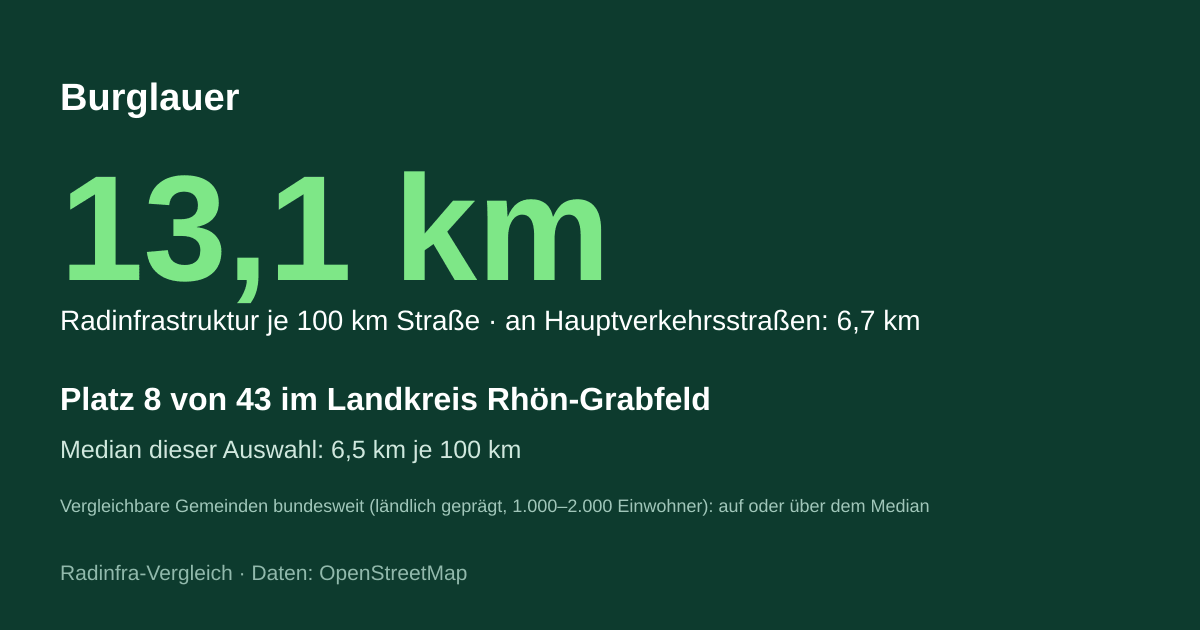 Burglauer
13,1 km
Radinfrastruktur je 100 km Straße · an Hauptverkehrsstraßen: 6,7 km
Platz 8 von 43 im Landkreis Rhön-Grabfeld
Median dieser Auswahl: 6,5 km je 100 km
Vergleichbare Gemeinden bundesweit (ländlich geprägt, 1.000–2.000 Einwohner): auf oder über dem Median
Radinfra-Vergleich · Daten: OpenStreetMap